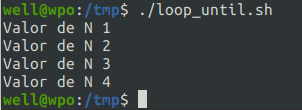 well@wpo:/tmp$ ./loop_until.sh
Valor de N 1
Valor de N 2
Valor de N 3
Valor de N 4
well@wpo:/tmp$